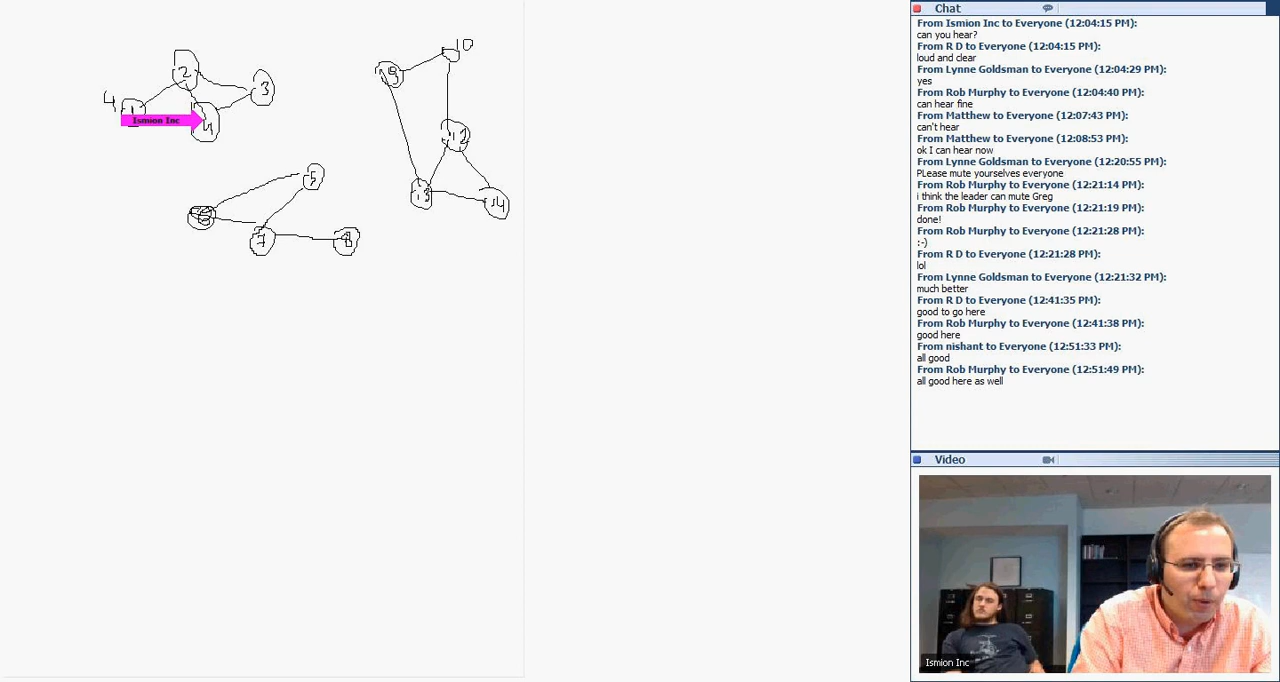 10
2
9
3
4
1
Ismion Inc
4
12
5
13
14
7
8
Chat
From Ismion Inc to Everyone (12:04:15 PM):
can you hear?
From R D to Everyone (12:04:15 PM):
loud and clear
From Lynne Goldsman to Everyone (12:04:29 PM):
yes
From Rob Murphy to Everyone (12:04:40 PM):
can hear fine
From Matthew to Everyone (12:07:43 PM):
can't hear
From Matthew to Everyone (12:08:53 PM):
ok I can hear now
From Lynne Goldsman to Everyone (12:20:55 PM):
PLease mute yourselves everyone
From Rob Murphy to Everyone (12:21:14 PM):
i think the leader can mute Greg
From Rob Murphy to Everyone (12:21:19 PM):
done!
From Rob Murphy to Everyone (12:21:28 PM):
:-)
From R D to Everyone (12:21:28 PM):
lol
From Lynne Goldsman to Everyone (12:21:32 PM):
much better
From R D to Everyone (12:41:35 PM):
good to go here
From Rob Murphy to Everyone (12:41:38 PM):
good here
From nishant to Everyone (12:51:33 PM):
all good
From Rob Murphy to Everyone (12:51:49 PM):
all good here as well
Video
Ismion Inc